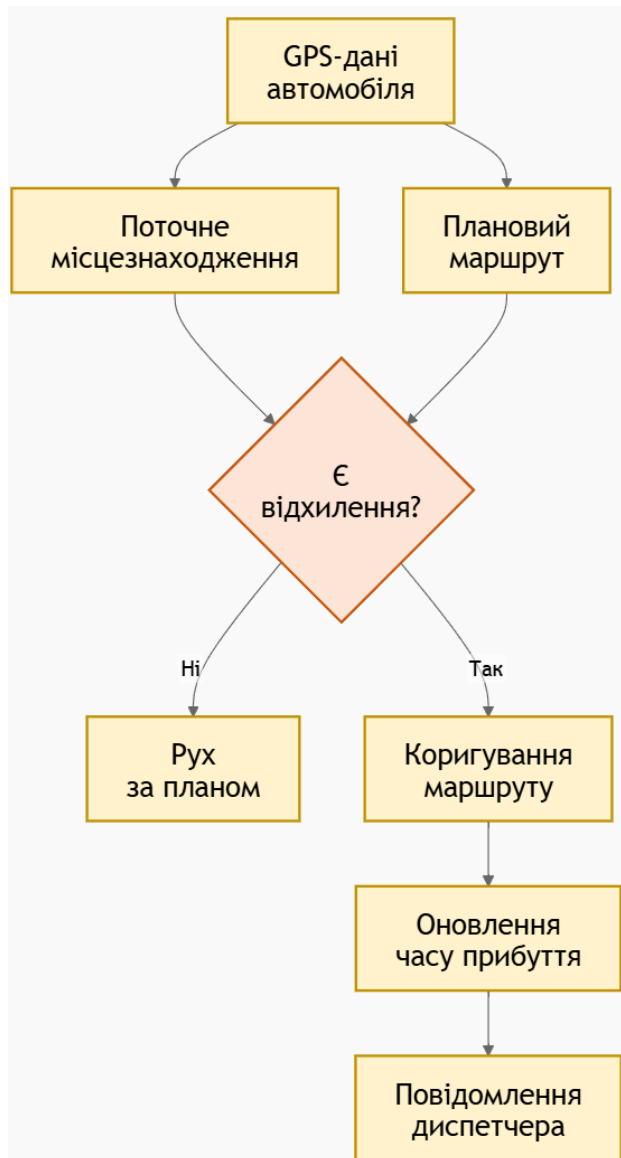 GPS-дані
автомобіля
Поточне
місцезнаходження
Плановий
маршрут
Є
відхилення?
Ні
Так
Рух
за планом
Коригування
маршруту
Оновлення
часу прибуття
Повідомлення
диспетчера